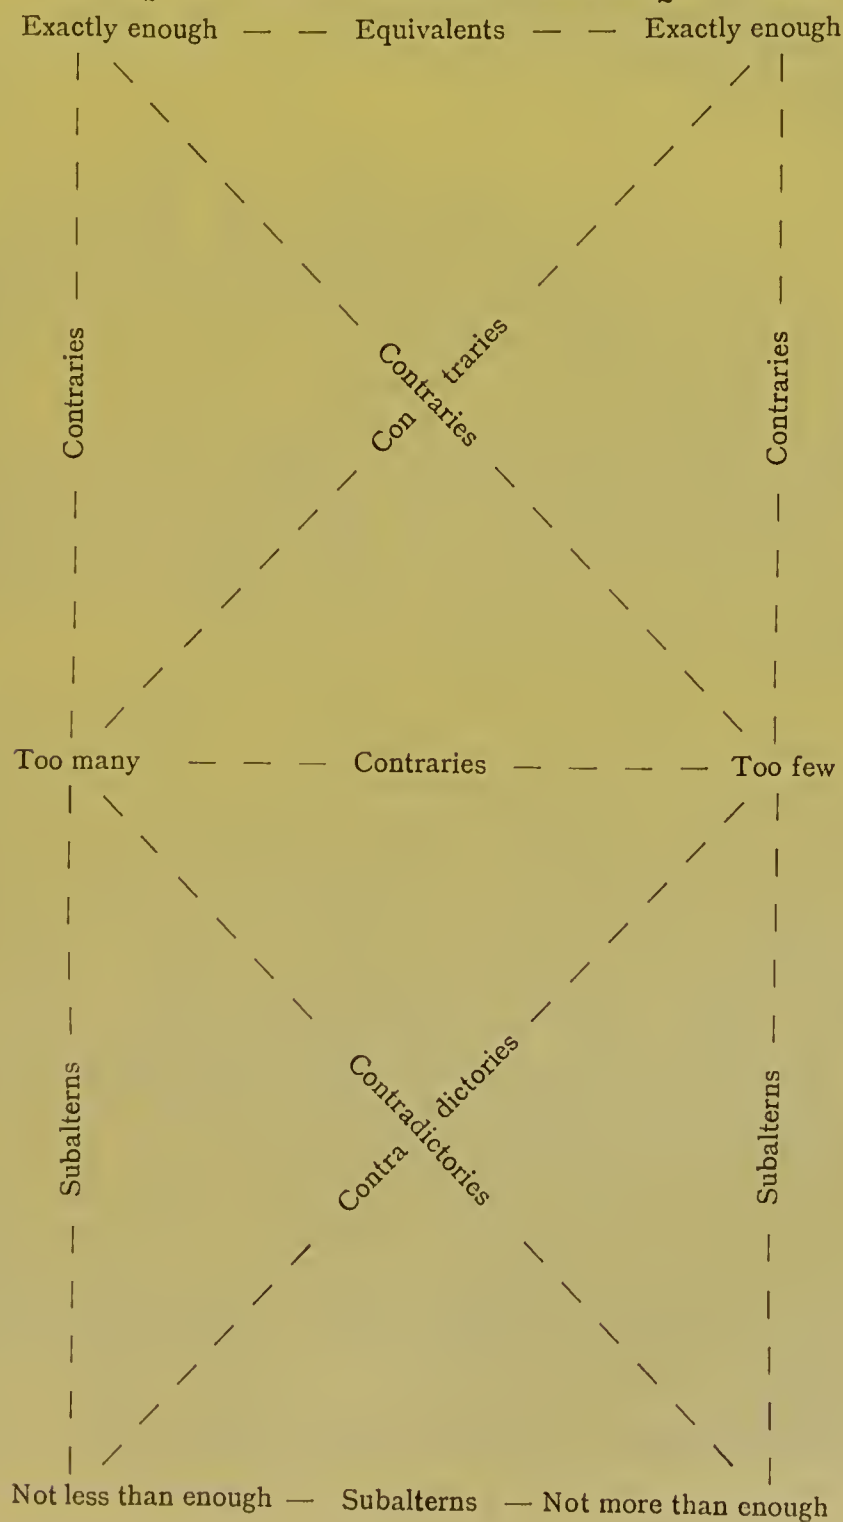 Exactly enough — — Equivalents — — Exactly enough
Contraries
Contraries
Contraries
Contraries
Too many — — — Contraries — — — — Too few
Subalterns
Contradictories
Contradictories
Subalterns
Not less than enough — Subalterns — Not more than enough